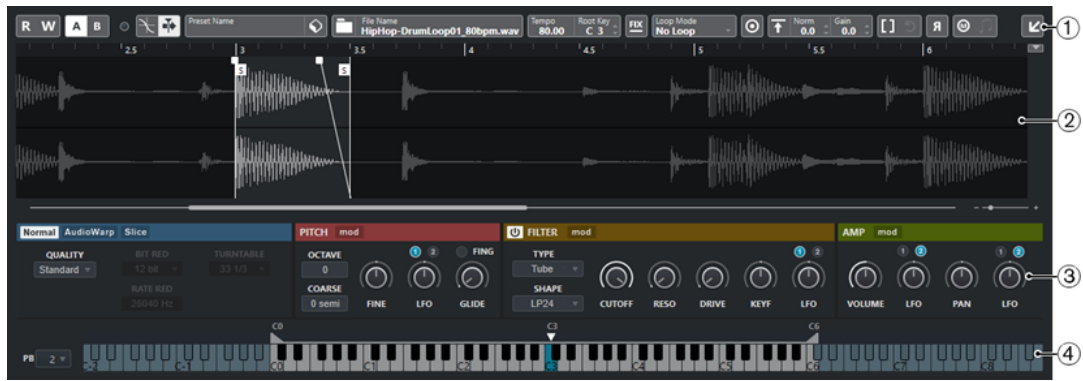 R W A B Preset Name File Name Tempo Root Key FIX Loop Mode Norm Gain [ ] R M 1
HipHop-DrumLoop01_80bpm.wav 80.00 C 3 No Loop 0.0 0.0
2.5 3 3.5 4 4.5 5 5.5 6
S S
2
Normal AudioWarp Slice PITCH mod FILTER mod AMP mod
QUALITY BIT RED TURNTABLE OCTAVE 1 2 FING TYPE 1 2 1 2 1 2
Standard 12 bit 33 1/3 0 Tube
RATE RED COARSE SHAPE 3
26040 Hz 0 semi FINE LFO GLIDE LP24 CUTOFF RESO DRIVE KEYF LFO VOLUME LFO PAN LFO
C0 C3 C6
PB 2 4
C-2 C-1 C0 C1 C2 C3 C4 C5 C6 C7 C8